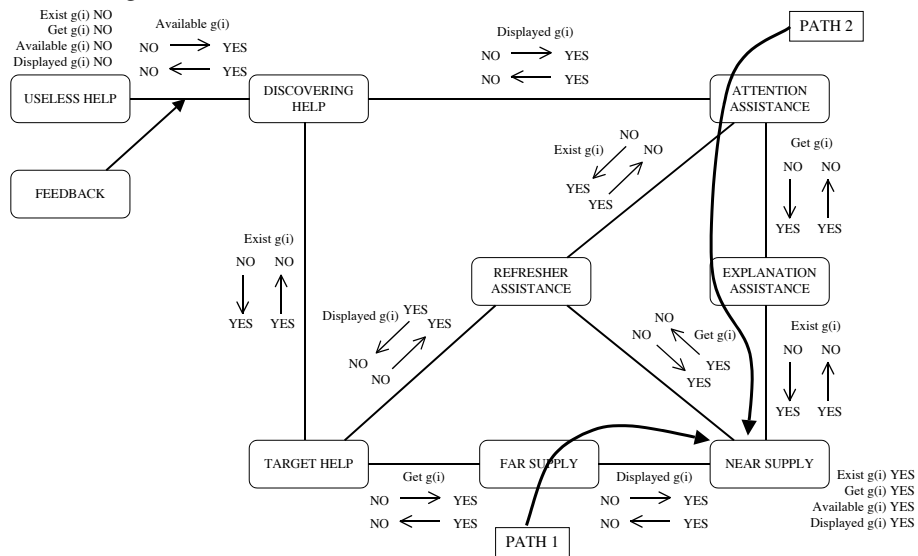 Exist g(i) NO
Get g(i) NO
Available g(i) NO
Displayed g(i) NO
Available g(i)
NO YES
NO YES
Displayed g(i)
NO YES
NO YES
PATH 2
USELESS HELP
DISCOVERING
HELP
ATTENTION
ASSISTANCE
FEEDBACK
Exist g(i)
NO
NO
YES
YES
Get g(i)
NO NO
YES YES
Exist g(i)
NO NO
YES YES
REFRESHER
ASSISTANCE
EXPLANATION
ASSISTANCE
Displayed g(i)
YES
YES
NO
NO
NO
NO
Get g(i)
YES
YES
Exist g(i)
NO NO
YES YES
TARGET HELP
FAR SUPPLY
NEAR SUPPLY
Get g(i)
NO YES
NO YES
Displayed g(i)
NO YES
NO YES
Exist g(i) YES
Get g(i) YES
Available g(i) YES
Displayed g(i) YES
PATH 1